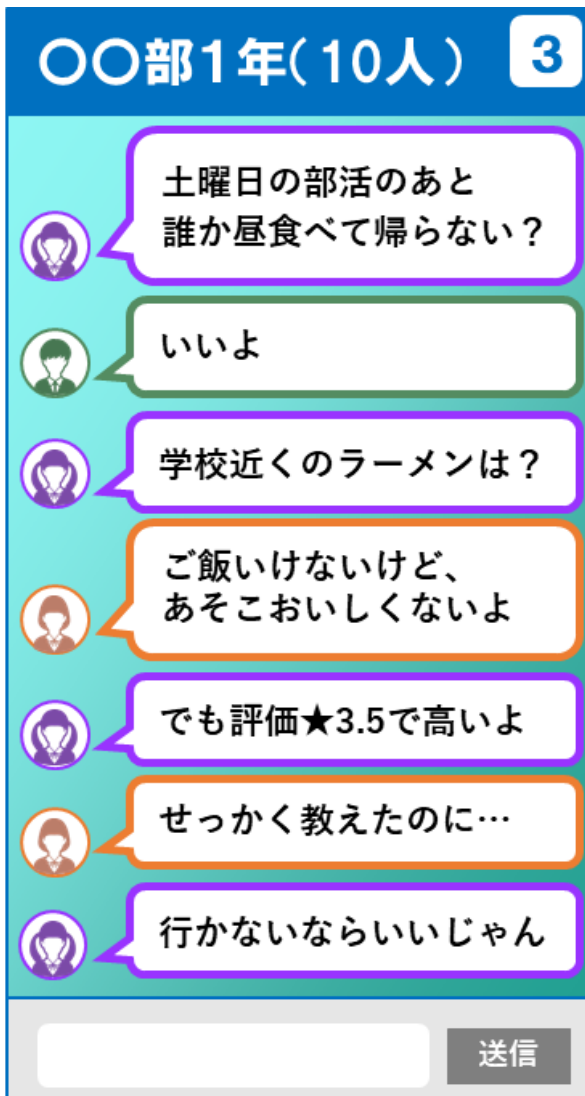 〇〇部1年(10人)
3
土曜日の部活のあと
誰か昼食べて帰らない？
いいよ
学校近くのラーメンは？
ご飯いけないけど、
あそこおいしくないよ
でも評価★3.5で高いよ
せっかく教えたのに…
行かないならいいじゃん
送信